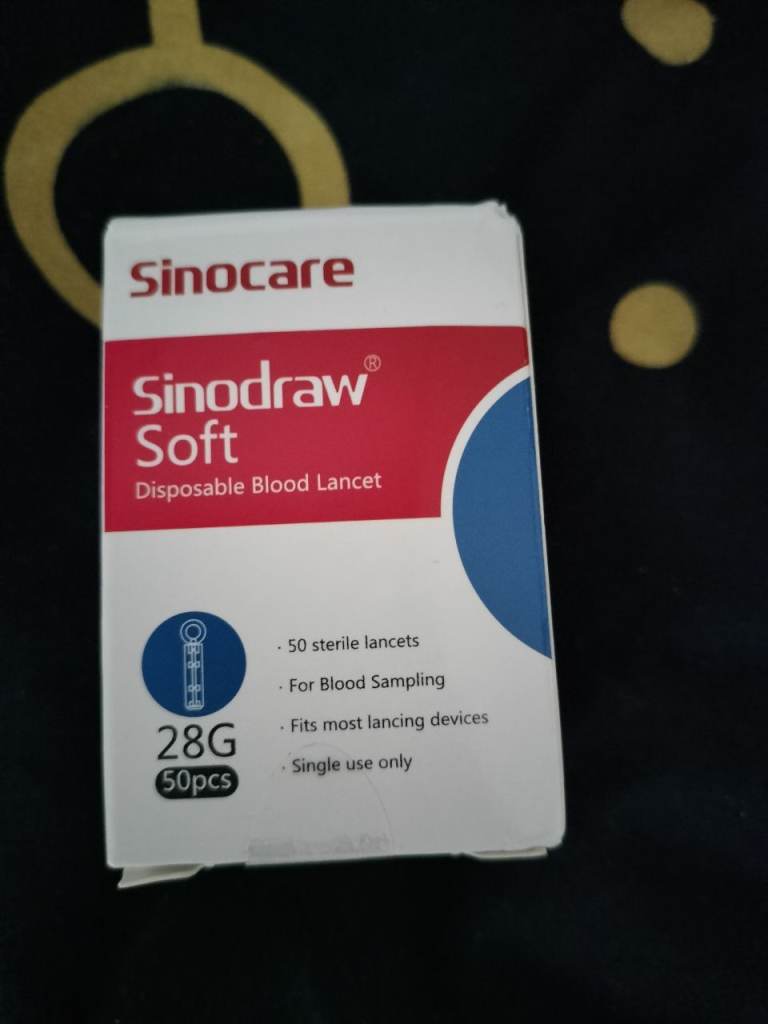 Sinocare
Sinodraw®
Soft
Disposable Blood Lancet
28G
50pcs
· 50 sterile lancets
· For Blood Sampling
· Fits most lancing devices
· Single use only